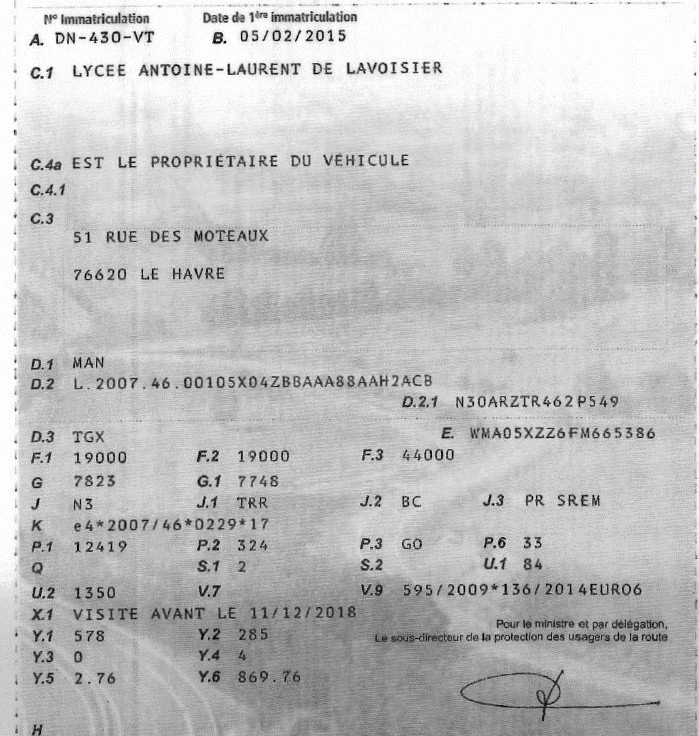 N° Immatriculation Date de 1ère immatriculation
A. DN-430-VT B. 05/02/2015
C.1 LYCEE ANTOINE-LAURENT DE LAVOISIER
C.4a EST LE PROPRIETAIRE DU VEHICULE
C.4.1
C.3
51 RUE DES MOTEAUX
76620 LE HAVRE
D.1 MAN
D.2 L.2007.46.00105X04ZBBAAA88AAH2ACB
D.2.1 N30ARZTR462P549
D.3 TGX E. WMA05XZZ6FM665386
F.1 19000 F.2 19000 F.3 44000
G 7823 G.1 7748
J N3 J.1 TRR J.2 BC J.3 PR SREM
K e4*2007/46*0229*17
P.1 12419 P.2 324 P.3 GO P.6 33
Q S.1 2 S.2 U.1 84
U.2 1350 V.7 V.9 595/2009*136/2014EURO6
X.1 VISITE AVANT LE 11/12/2018
Pour le ministre et par délégation,
Y.1 578 Y.2 285 Le sous-directeur de la protection des usagers de la route
Y.3 0 Y.4 4
Y.5 2.76 Y.6 869.76
H